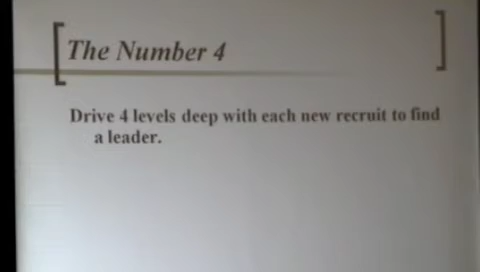 The Number 4
Drive 4 levels deep with each new recruit to find
a leader.